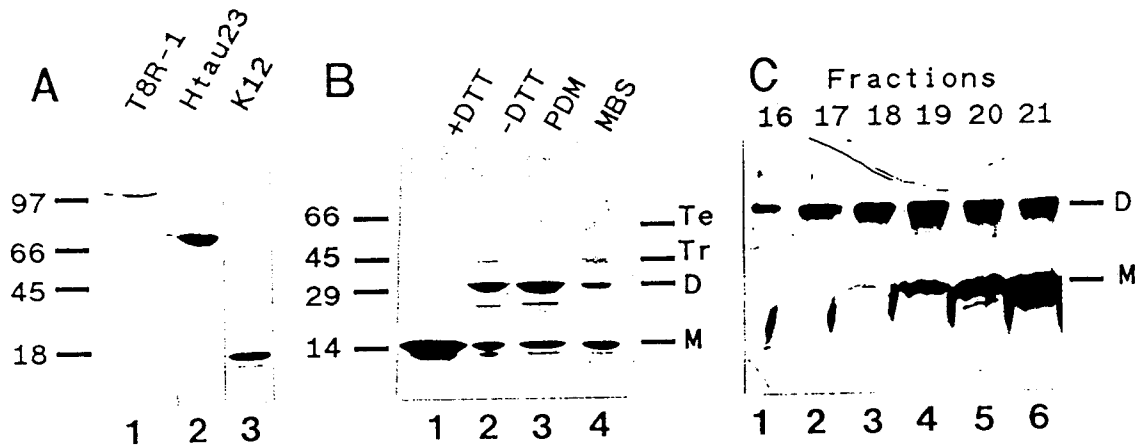 A
T8R-1
Htau23
K12
97
66
45
18
1 2 3
B
+DTT
-DTT
PDM
MBS
66
45
29
14
Te
Tr
D
M
1 2 3 4
C
Fractions
16 17 18 19 20 21
D
M
1 2 3 4 5 6